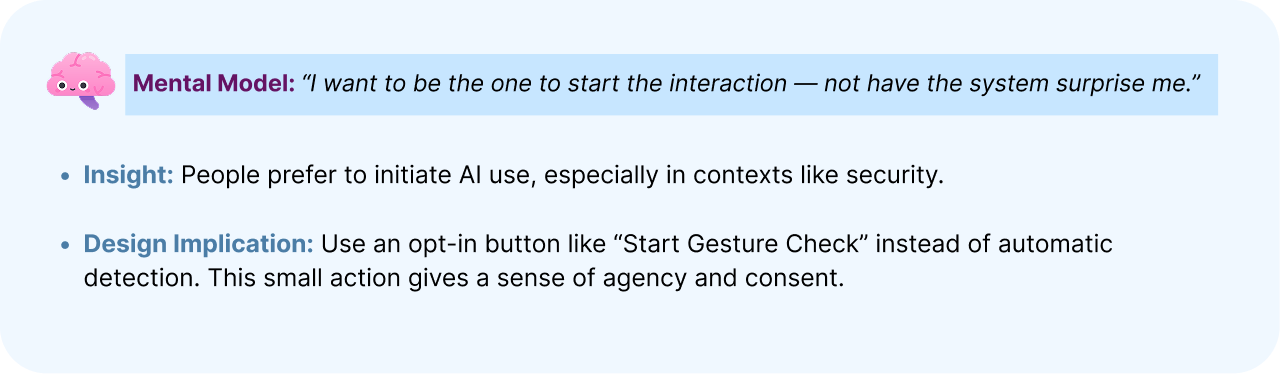 Mental Model: “I want to be the one to start the interaction — not have the system surprise me.”
• Insight: People prefer to initiate AI use, especially in contexts like security.
• Design Implication: Use an opt-in button like “Start Gesture Check” instead of automatic
detection. This small action gives a sense of agency and consent.